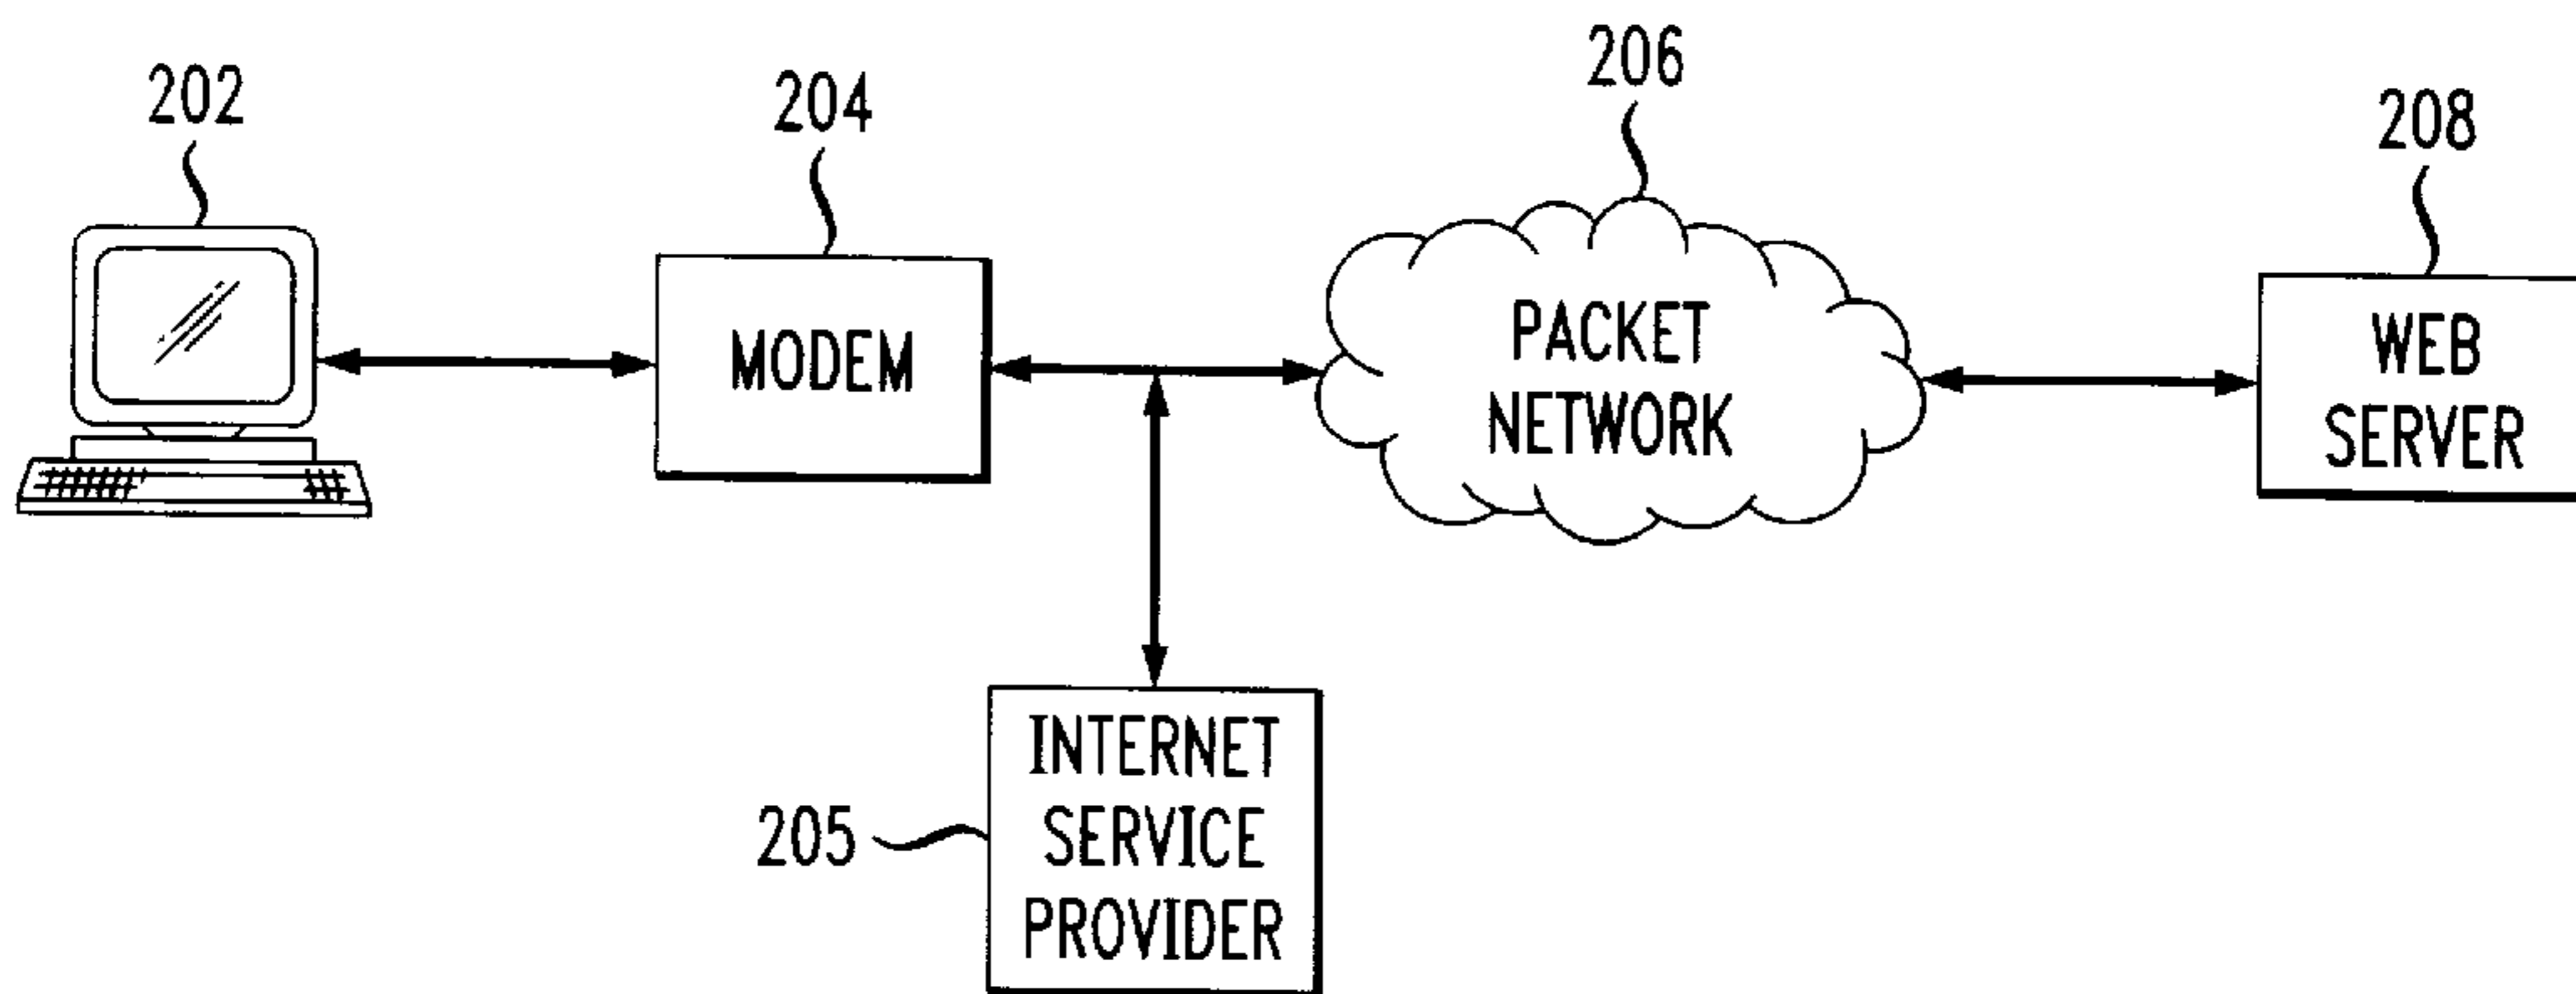 202
204
206
208
MODEM
PACKET
NETWORK
WEB
SERVER
205
INTERNET
SERVICE
PROVIDER